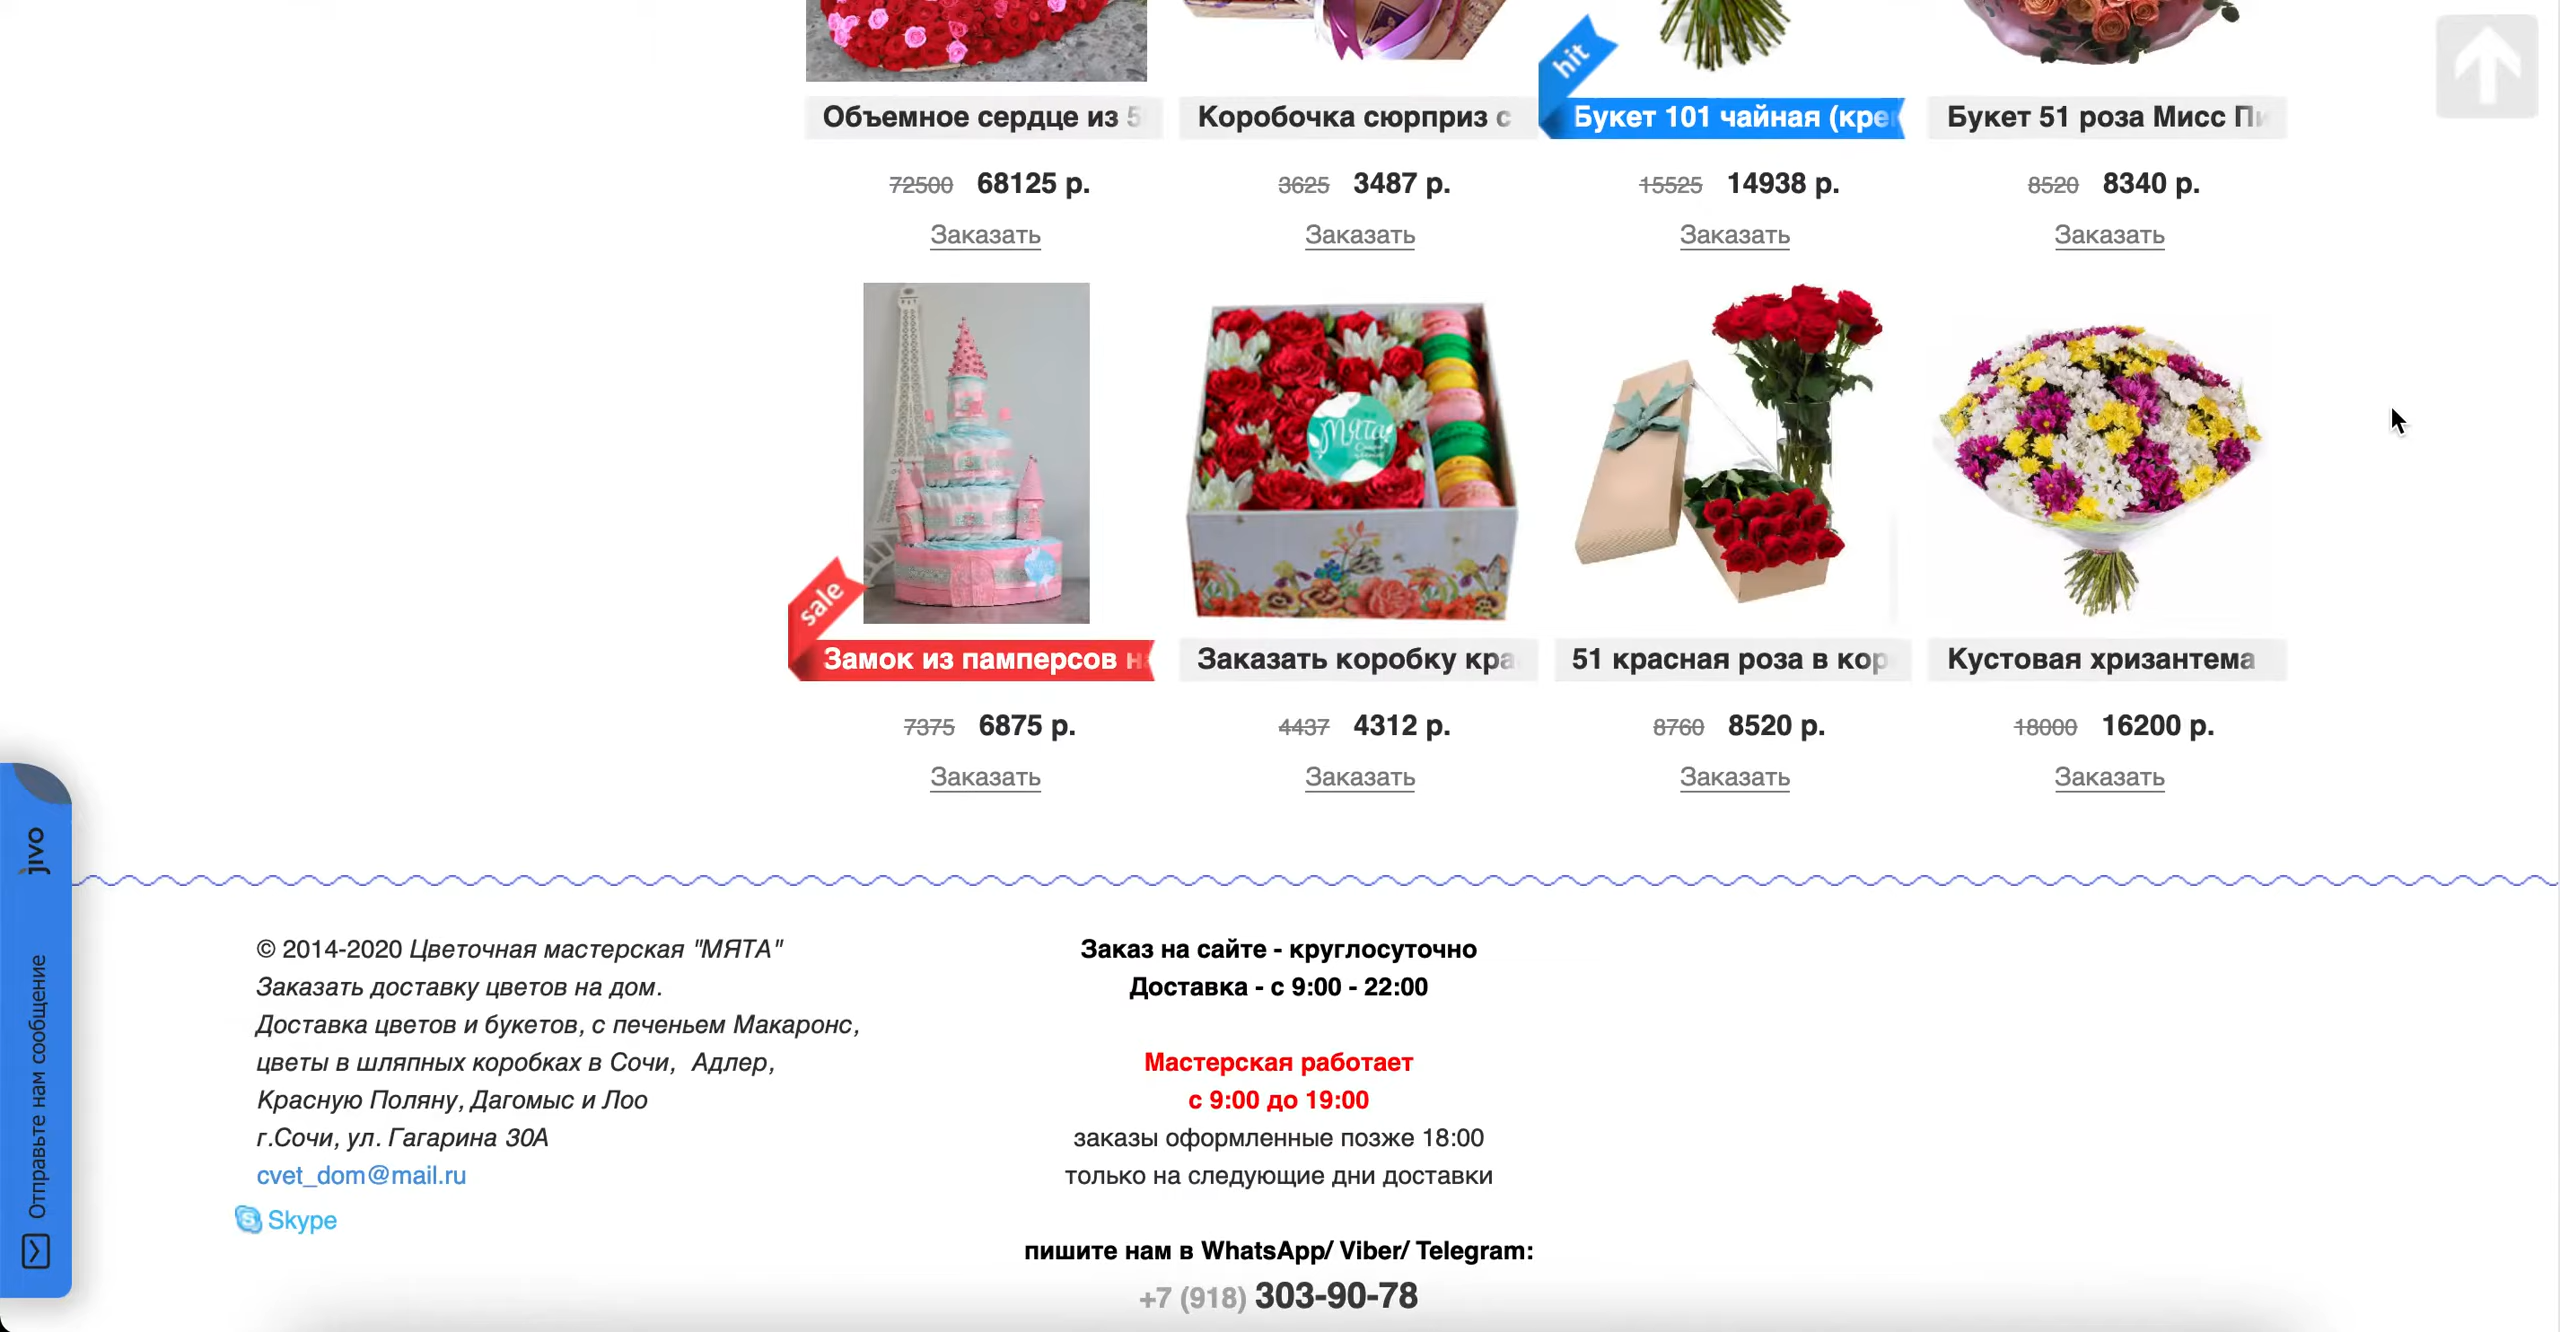 hit
Объемное сердце из 5
Коробочка сюрприз с
Букет 101 чайная (кре
Букет 51 роза Мисс Пи
72500 68125 р.
3625 3487 р.
15525 14938 р.
8520 8340 р.
Заказать
Заказать
Заказать
Заказать
Мята
sale
Замок из памперсов н
Заказать коробку кра
51 красная роза в кор
Кустовая хризантема
7375 6875 р.
4437 4312 р.
8760 8520 р.
18000 16200 р.
Заказать
Заказать
Заказать
Заказать
jivo
Отправьте нам сообщение
© 2014-2020 Цветочная мастерская "МЯТА"
Заказать доставку цветов на дом.
Доставка цветов и букетов, с печеньем Макаронс,
цветы в шляпных коробках в Сочи, Адлер,
Красную Поляну, Дагомыс и Лоо
г.Сочи, ул. Гагарина 30А
cvet_dom@mail.ru
Skype
Заказ на сайте - круглосуточно
Доставка - с 9:00 - 22:00
Мастерская работает
с 9:00 до 19:00
заказы оформленные позже 18:00
только на следующие дни доставки
пишите нам в WhatsApp/ Viber/ Telegram:
+7 (918) 303-90-78